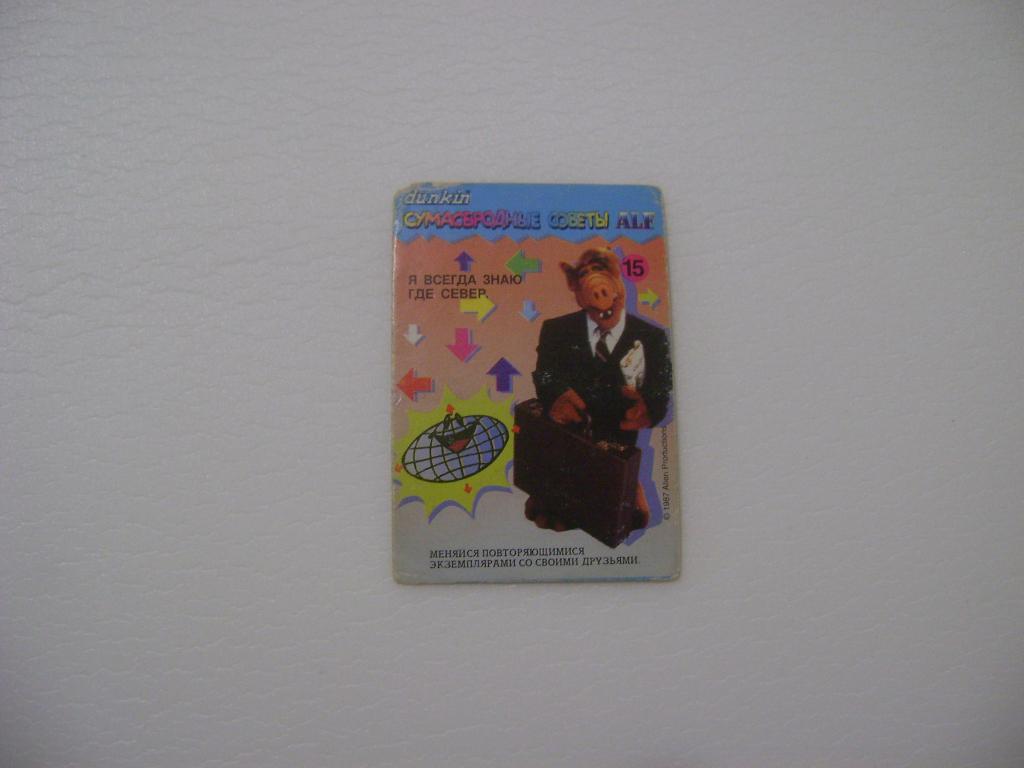 dunkin
СУМАСБРОДНЫЕ СОВЕТЫ ALF
15
Я ВСЕГДА ЗНАЮ
ГДЕ СЕВЕР.
© 1987 Alien Productions
МЕНЯЙСЯ ПОВТОРЯЮЩИМИСЯ
ЭКЗЕМПЛЯРАМИ СО СВОИМИ ДРУЗЬЯМИ.